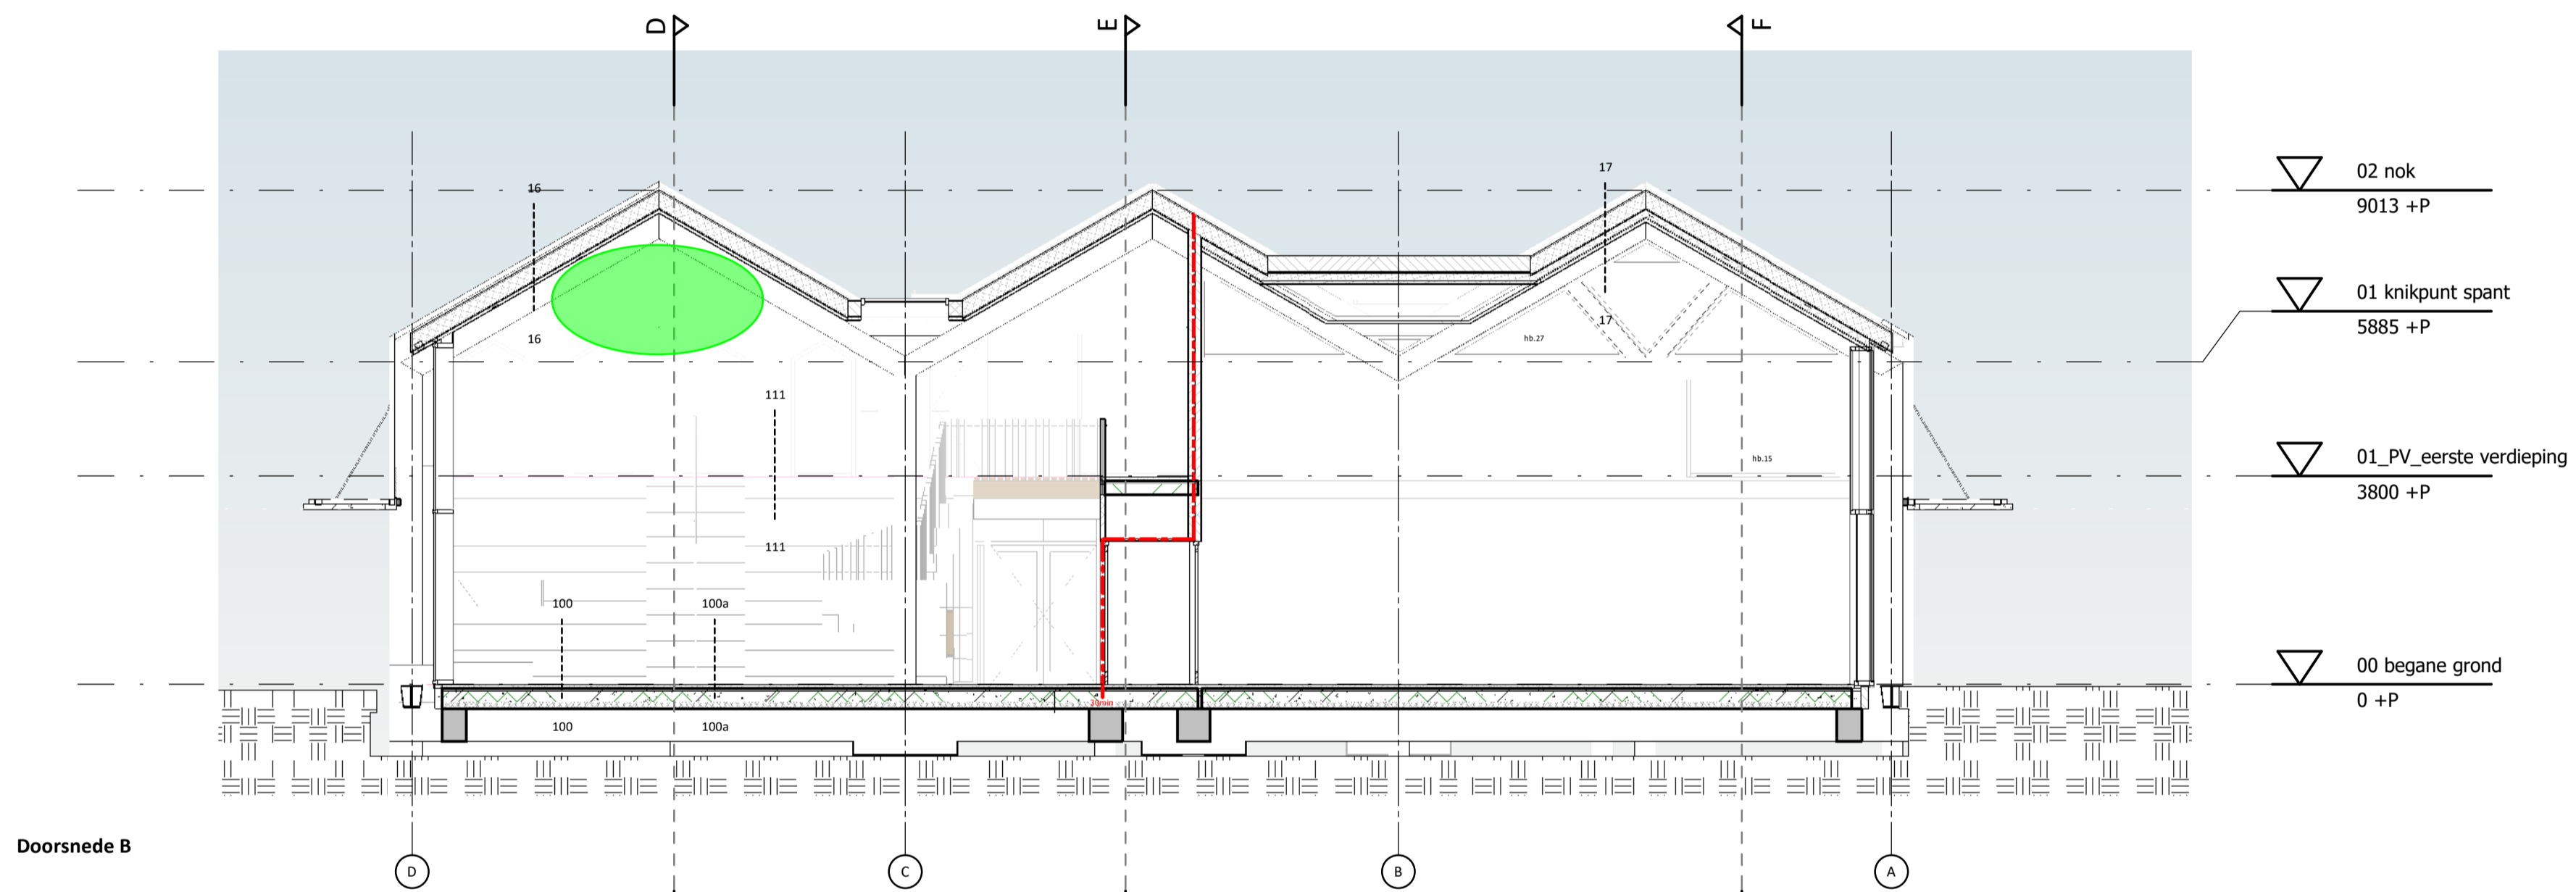 D
E
F
02 nok
9013 +P
01 knikpunt spant
5885 +P
01_PV_eerste verdieping
3800 +P
00 begane grond
0 +P
16
16
17
17
hb.27
hb.15
111
111
100
100a
30min
100
100a
Doorsnede B
D
C
B
A